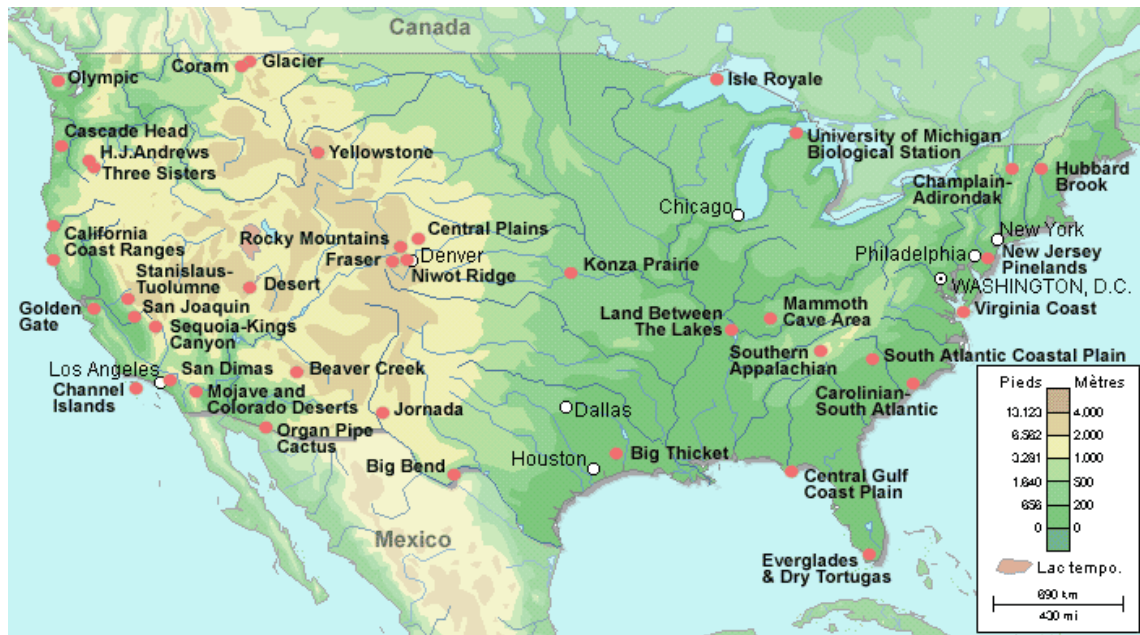 Canada
Olympic
Coram
Glacier
Isle Royale
Cascade Head
H.J.Andrews
Three Sisters
Yellowstone
University of Michigan
Biological Station
Champlain-
Adirondak
Hubbard
Brook
Chicago
California
Coast Ranges
Rocky Mountains
Central Plains
Fraser
Denver
Niwot Ridge
Konza Prairie
New York
Philadelphia
New Jersey
Pinelands
WASHINGTON, D.C.
Virginia Coast
Stanislaus-
Tuolumne
Desert
San Joaquin
Golden
Gate
Sequoia-Kings
Canyon
Land Between
The Lakes
Mammoth
Cave Area
Southern
Appalachian
South Atlantic Coastal Plain
Carolinian-
South Atlantic
Los Angeles
San Dimas
Channel
Islands
Mojave and
Colorado Deserts
Beaver Creek
Jornada
Organ Pipe
Cactus
Big Bend
Dallas
Houston
Big Thicket
Central Gulf
Coast Plain
Mexico
Everglades
& Dry Tortugas
Pieds Mètres
13.123 4.000
6.562 2.000
3.281 1.000
1.640 500
656 200
0 0
Lac tempo.
690 km
430 mi